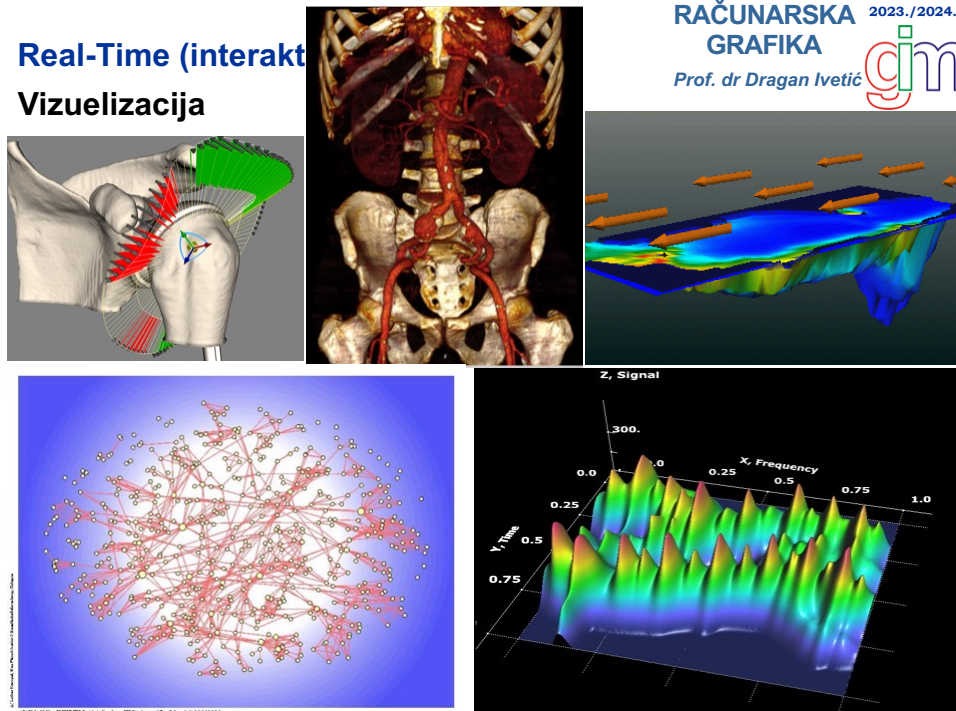 Real-Time (interakt
Vizuelizacija
RAČUNARSKA
GRAFIKA
Prof. dr Dragan Ivetić
2023./2024.
gim
Z, Signal
300.
X, Frequency
0.0
.0
0.25
0.5
0.75
1.0
0.25
Y, Time
0.5
0.75